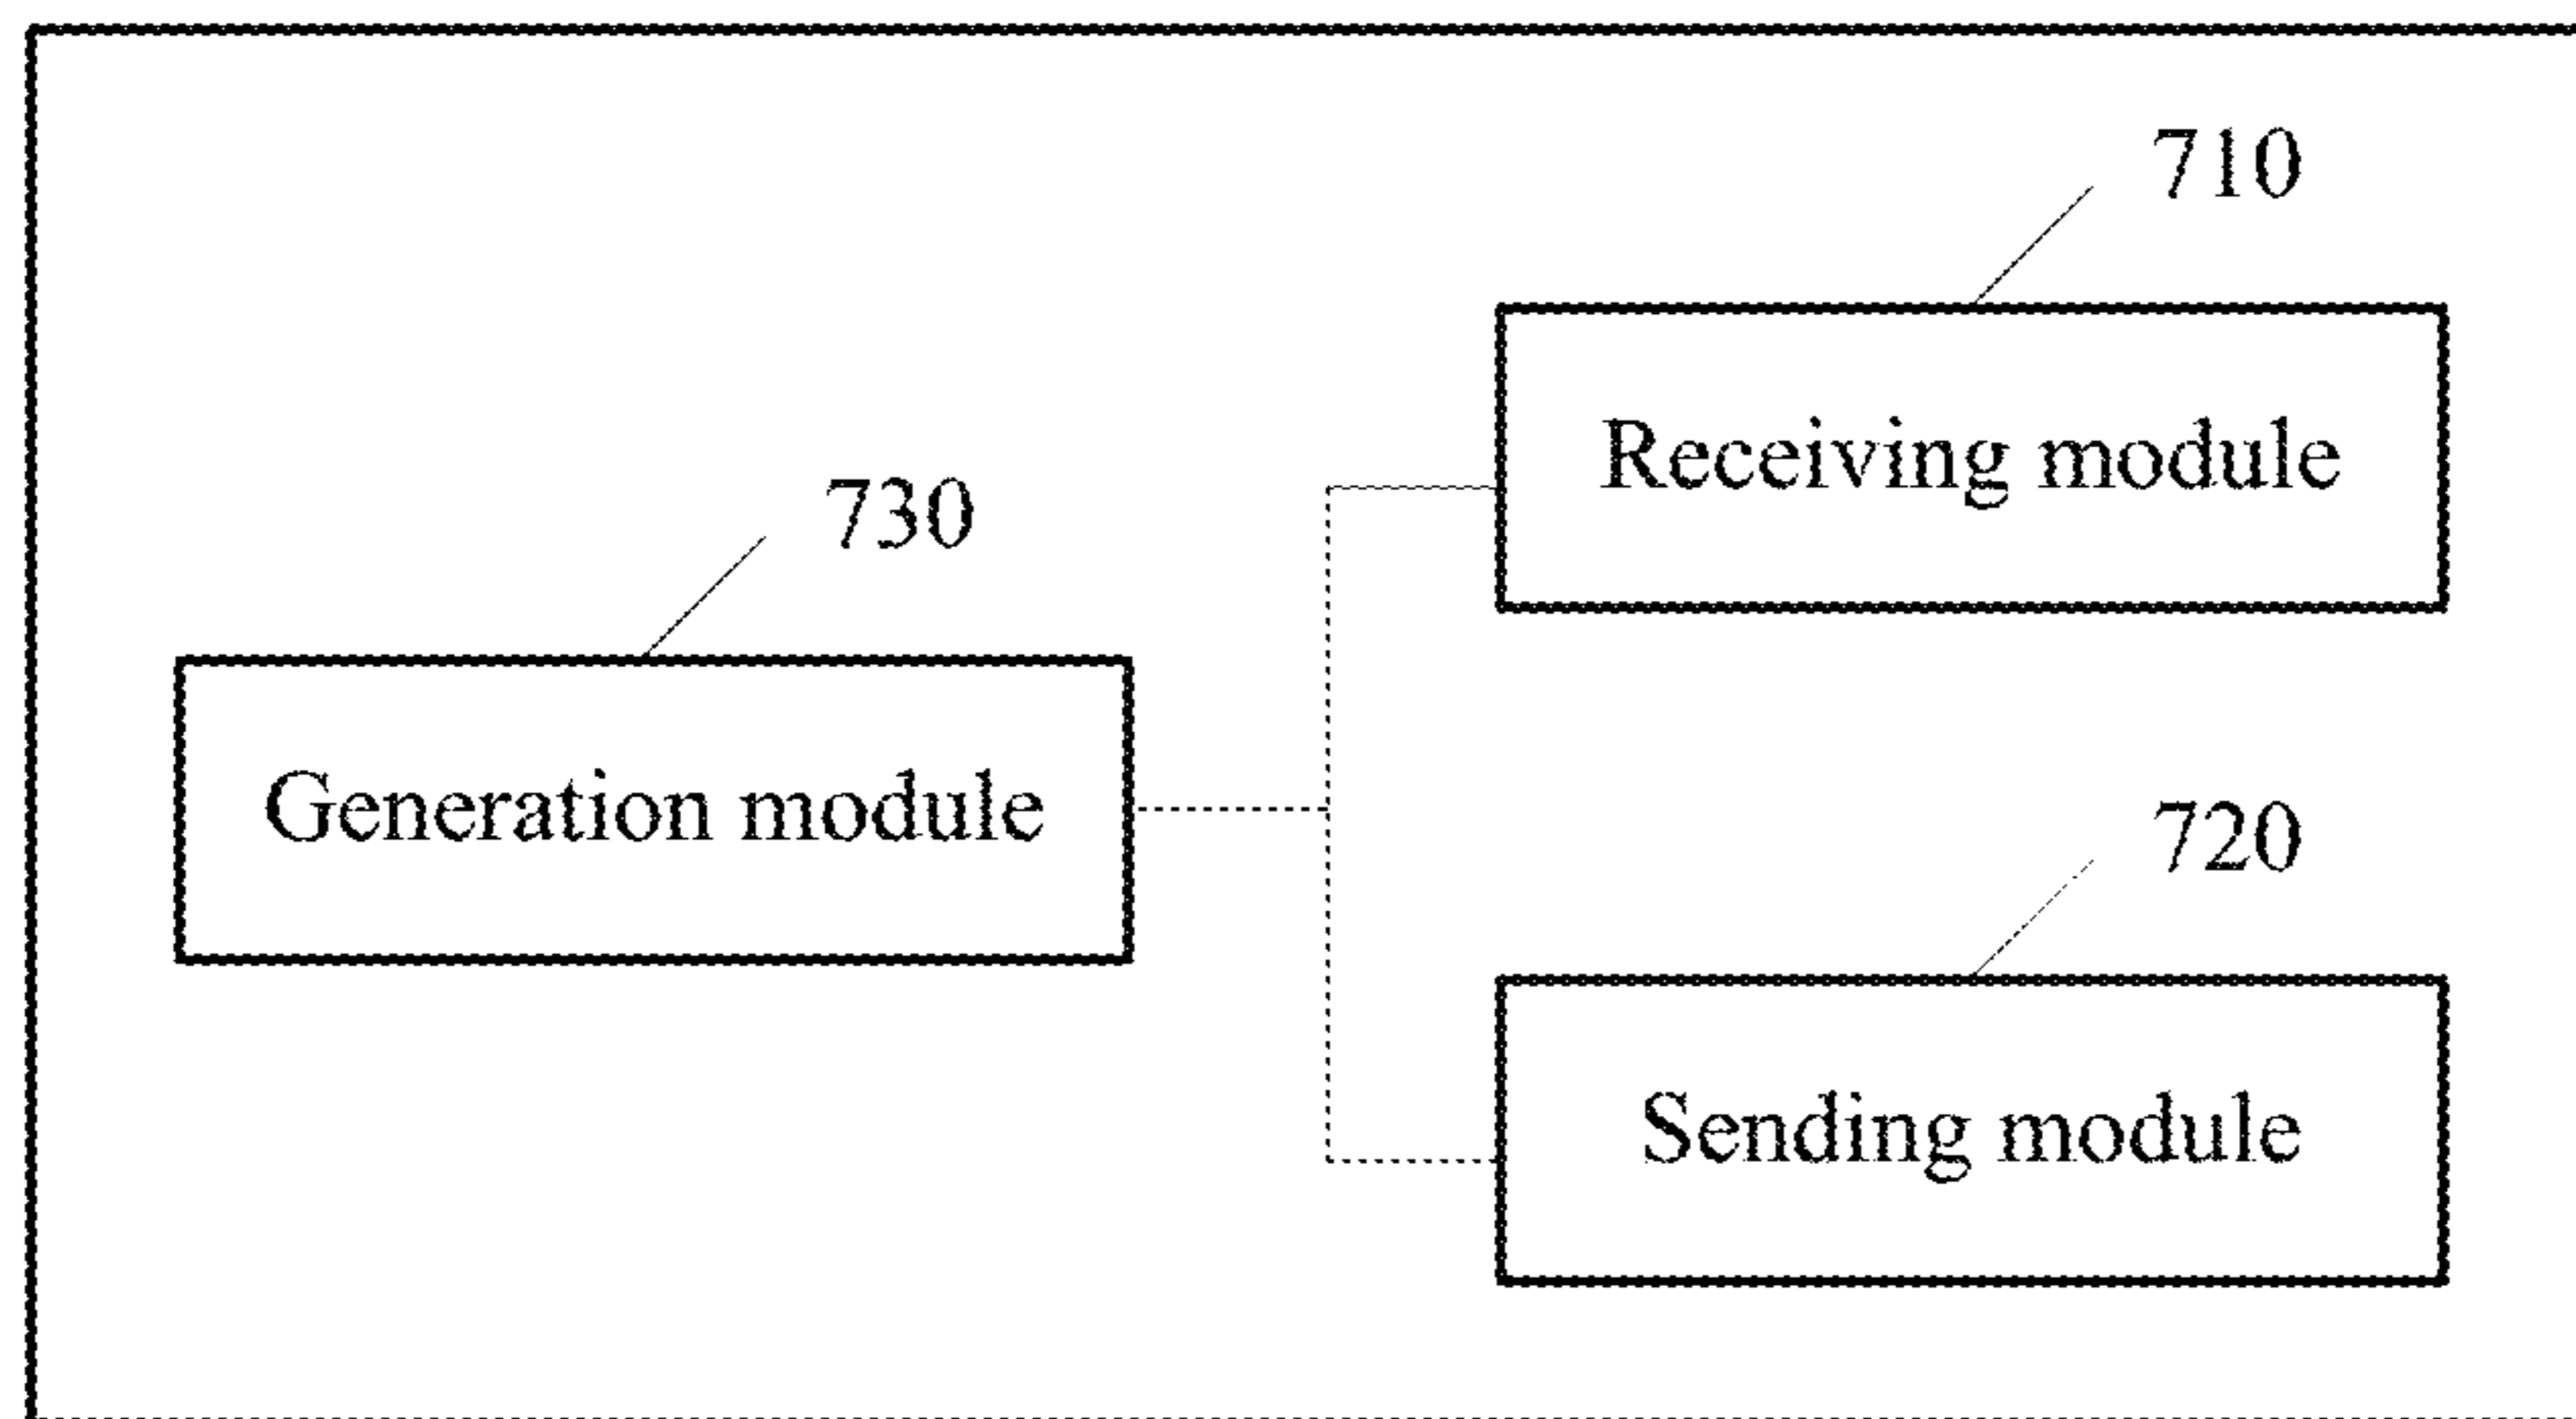 710
Receiving module
730
Generation module
720
Sending module